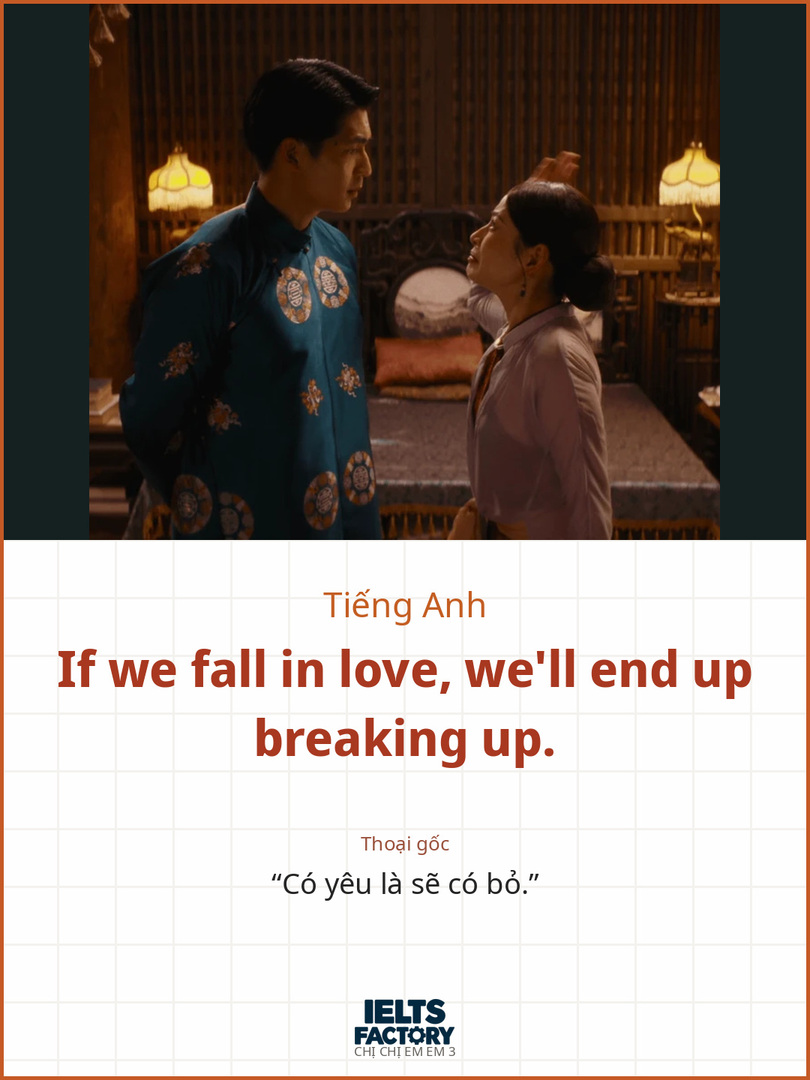 Tiếng Anh
If we fall in love, we'll end up
breaking up.
Thoại gốc
“Có yêu là sẽ có bỏ.”
IELTS
FACTORY
CHỊ CHỊ EM EM 3